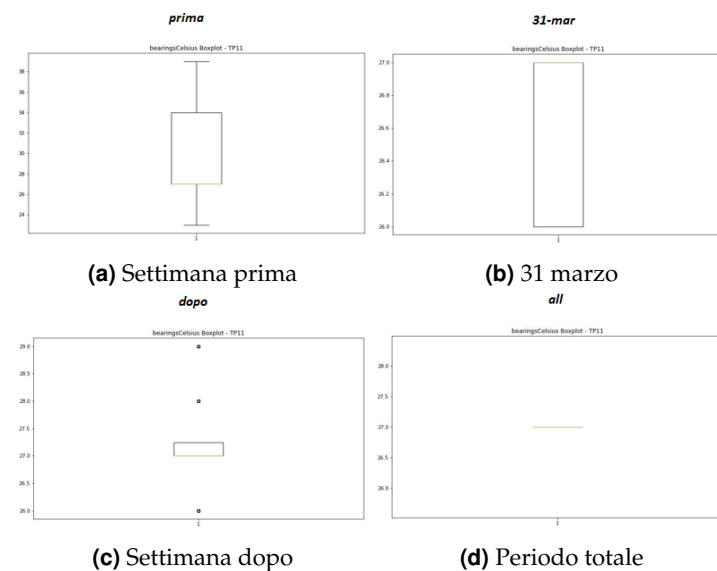 prima
bearingsCelsius Boxplot - TP11
38
36
34
32
30
28
26
24
1
(a) Settimana prima
31-mar
bearingsCelsius Boxplot - TP11
27.0
26.8
26.6
26.4
26.2
26.0
1
(b) 31 marzo
dopo
bearingsCelsius Boxplot - TP11
29.0
28.5
28.0
27.5
27.0
26.5
26.0
1
(c) Settimana dopo
all
bearingsCelsius Boxplot - TP11
28.0
27.5
27.0
26.5
26.0
1
(d) Periodo totale